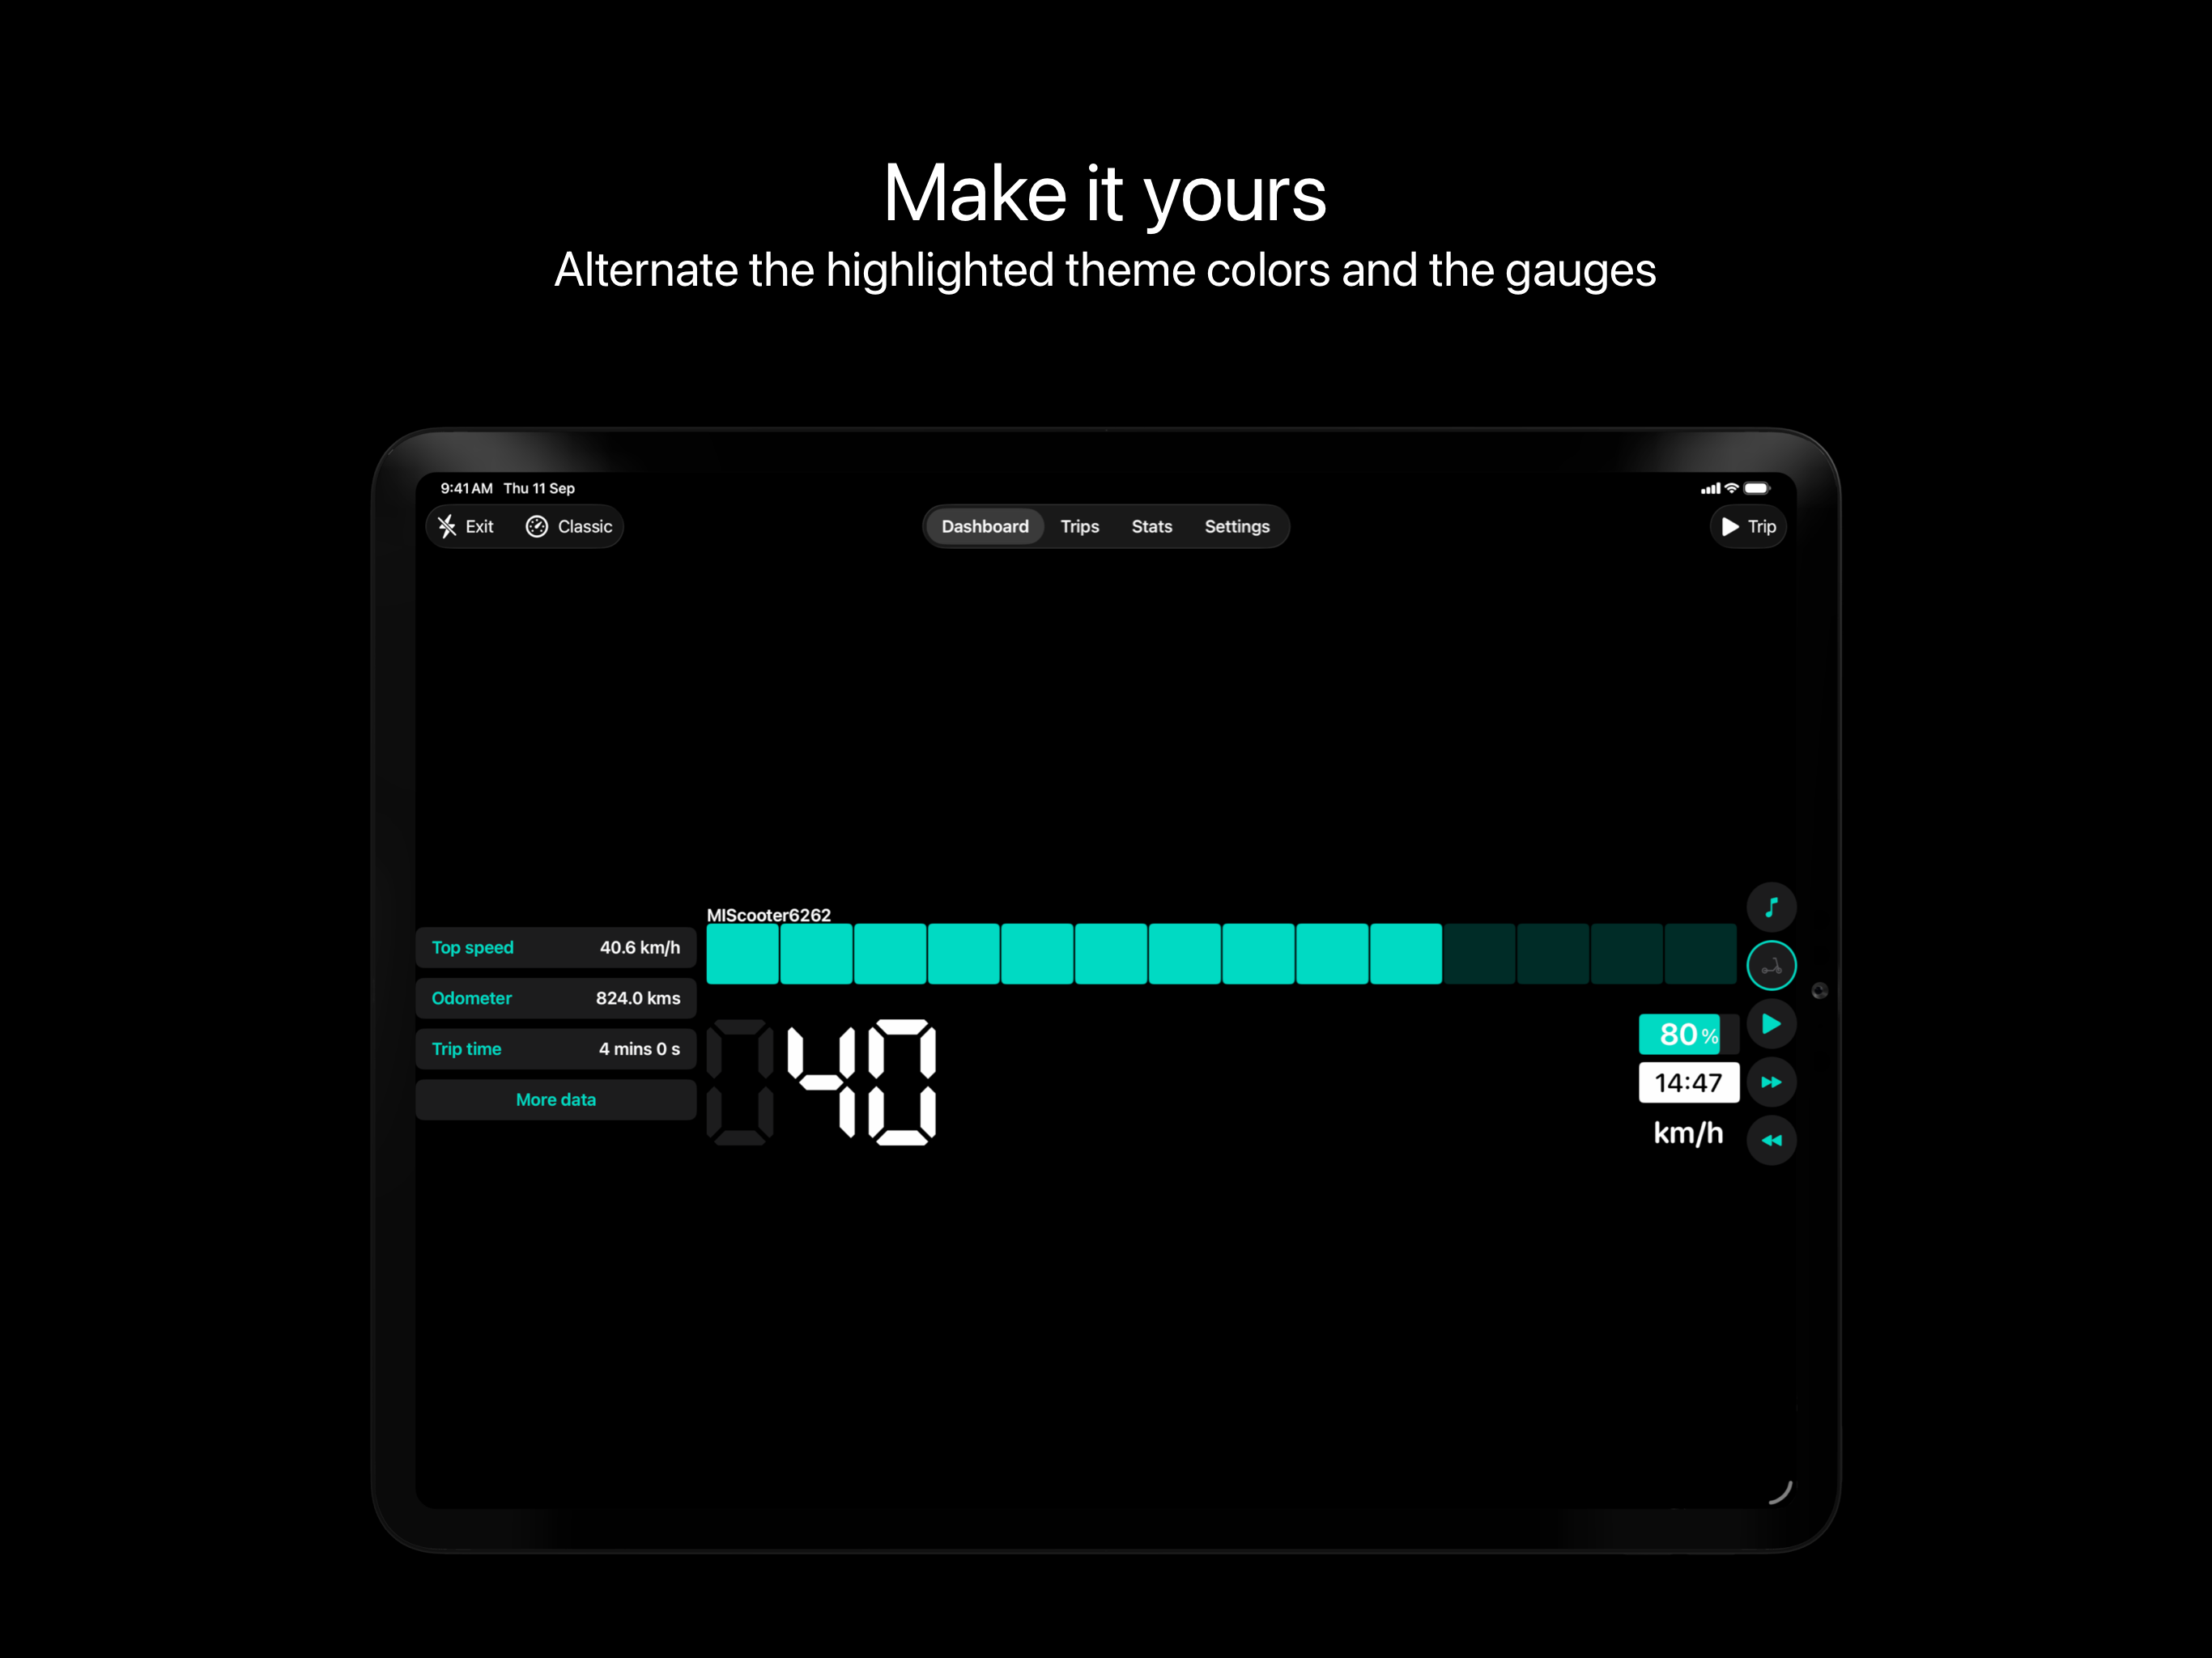 Make it yours
Alternate the highlighted theme colors and the gauges
9:41 AM Thu 11 Sep
Exit Classic Dashboard Trips Stats Settings Trip
MIScooter6262
Top speed 40.6 km/h
Odometer 824.0 kms
Trip time 4 mins 0 s
More data
040
80%
14:47
km/h